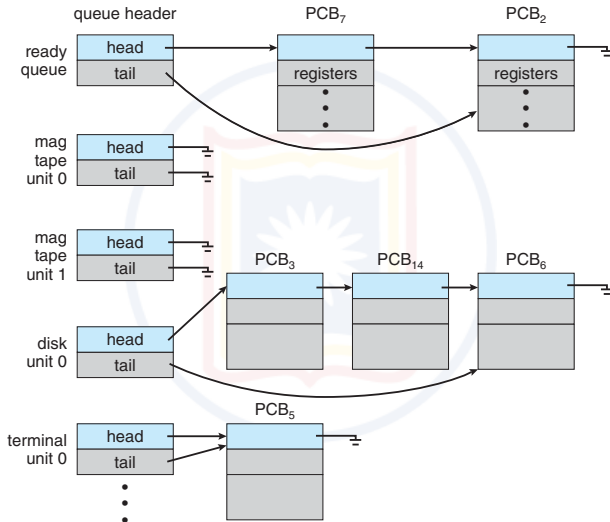 queue header
PCB7
PCB2
ready
queue
head
tail
registers
registers
mag
tape
unit 0
head
tail
mag
tape
unit 1
head
tail
PCB3
PCB14
PCB6
disk
unit 0
head
tail
PCB5
terminal
unit 0
head
tail